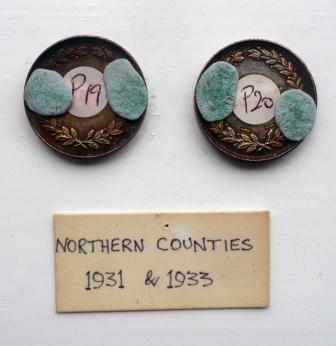 P19
P20
NORTHERN COUNTIES
1931 & 1933